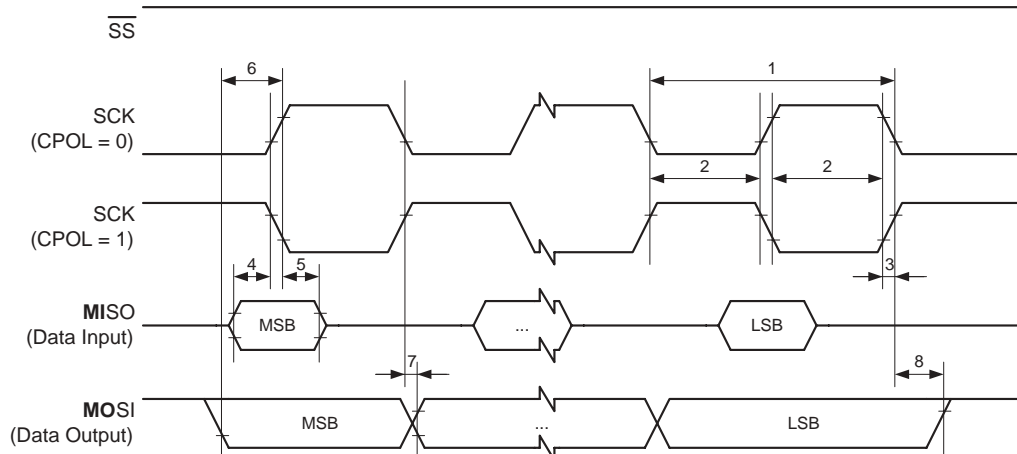 SS
6
1
SCK
(CPOL = 0)
2
2
SCK
(CPOL = 1)
4
5
3
MISO
(Data Input)
MSB
...
LSB
7
8
MOSI
(Data Output)
MSB
...
LSB